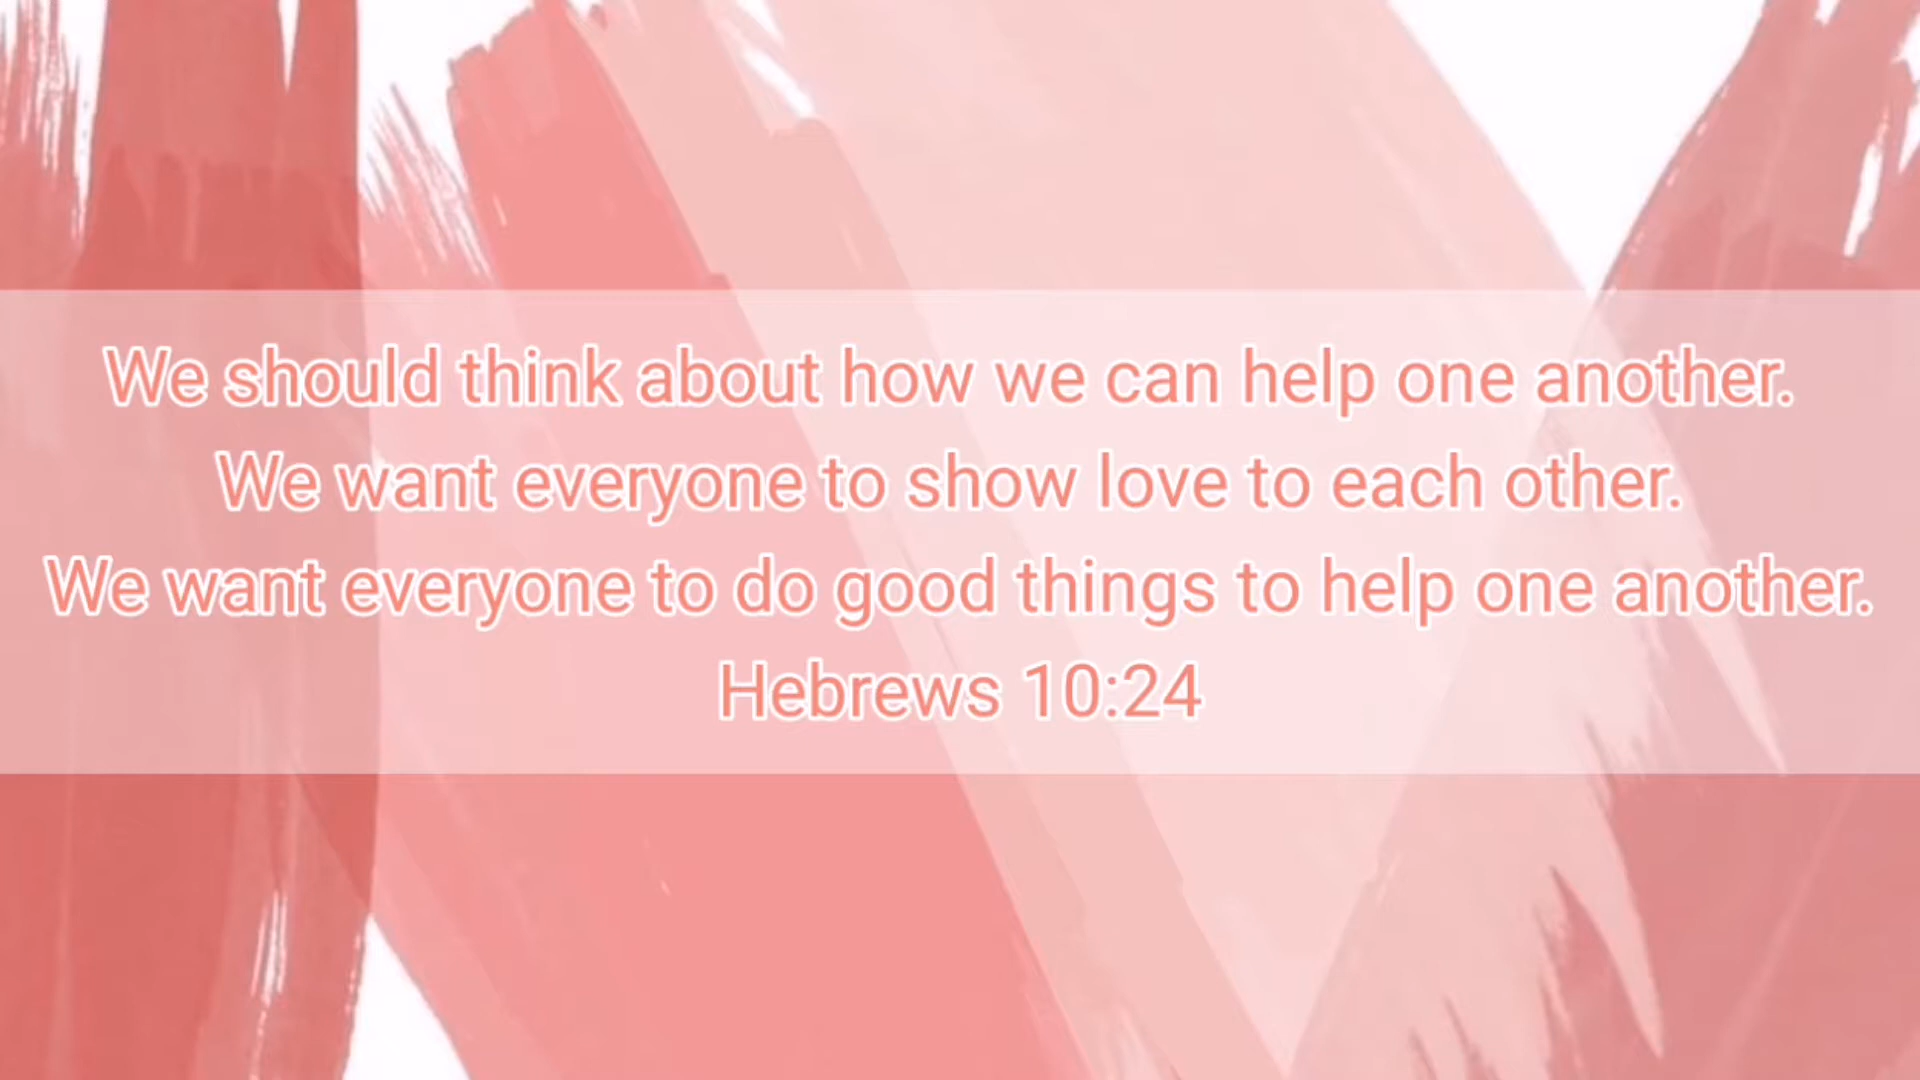 We should think about how we can help one another.
We want everyone to show love to each other.
We want everyone to do good things to help one another.
Hebrews 10:24